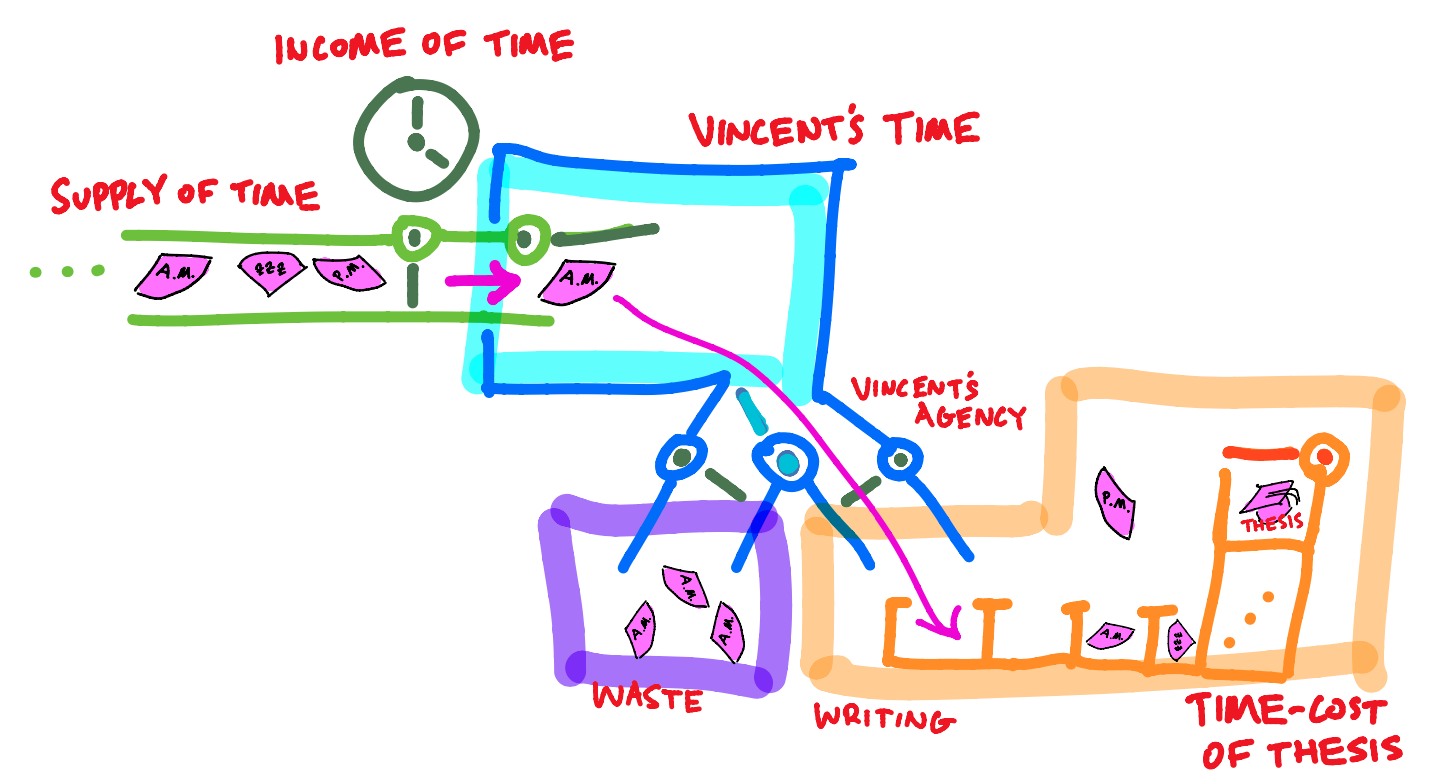 INCOME OF TIME
VINCENT'S TIME
SUPPLY OF TIME
A.M.
zzz
P.M.
A.M.
VINCENT'S
AGENCY
P.M.
THESIS
A.M.
A.M.
A.M.
A.M.
zzz
WASTE
WRITING
TIME-COST
OF THESIS